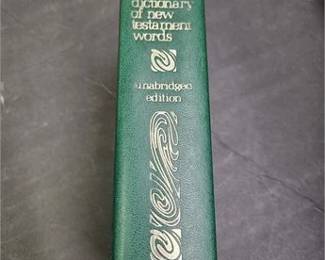 dictionary
of new
testament
words
unabridged
edition